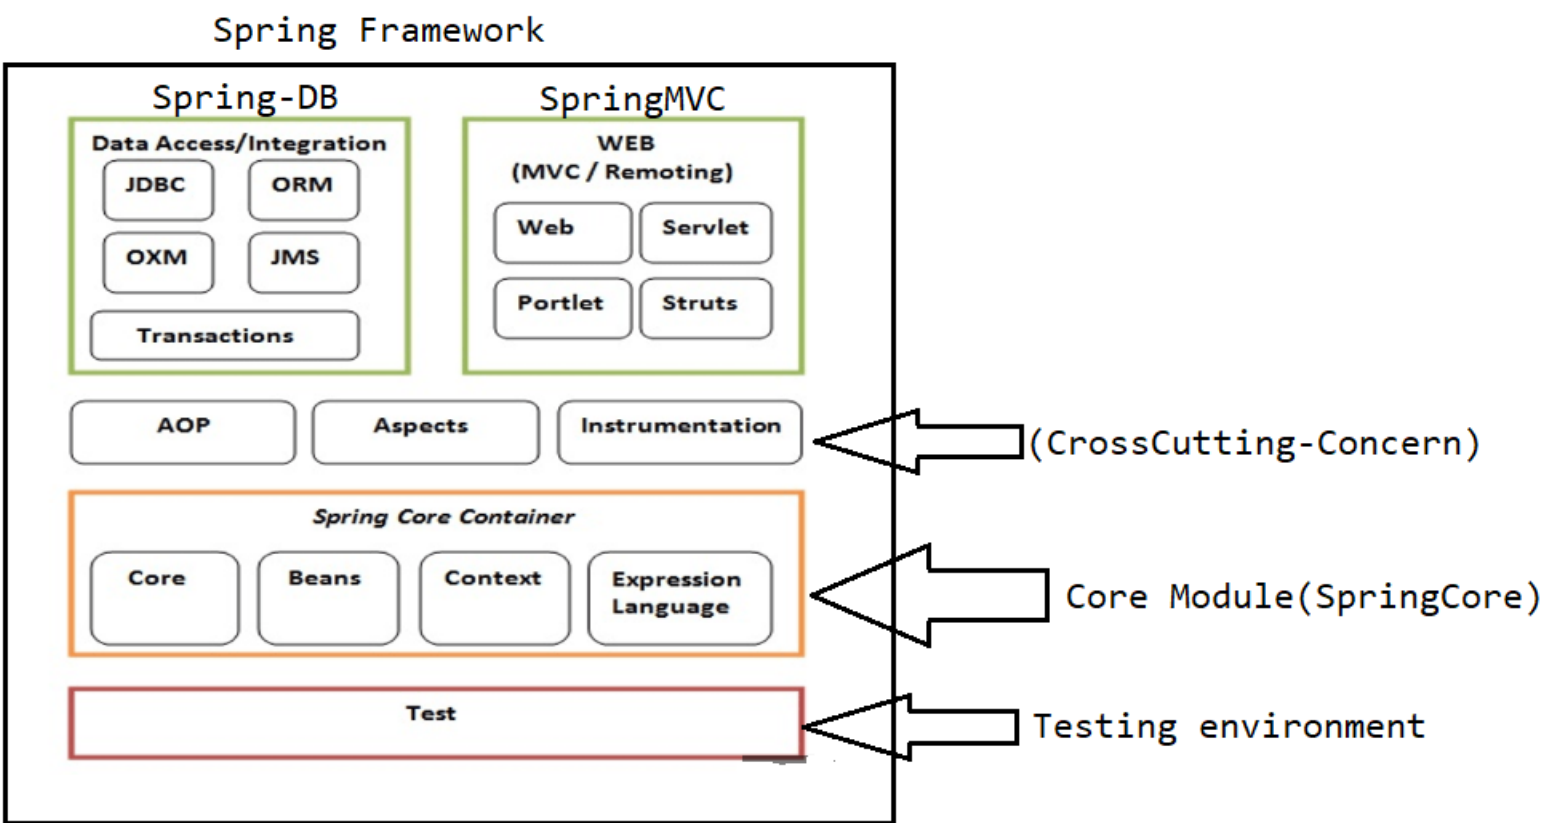 Spring Framework
Spring-DB
Data Access/Integration
JDBC
ORM
OXM
JMS
Transactions
SpringMVC
WEB
(MVC / Remoting)
Web
Servlet
Portlet
Struts
AOP
Aspects
Instrumentation
(CrossCutting-Concern)
Spring Core Container
Core
Beans
Context
Expression
Language
Core Module(SpringCore)
Test
Testing environment